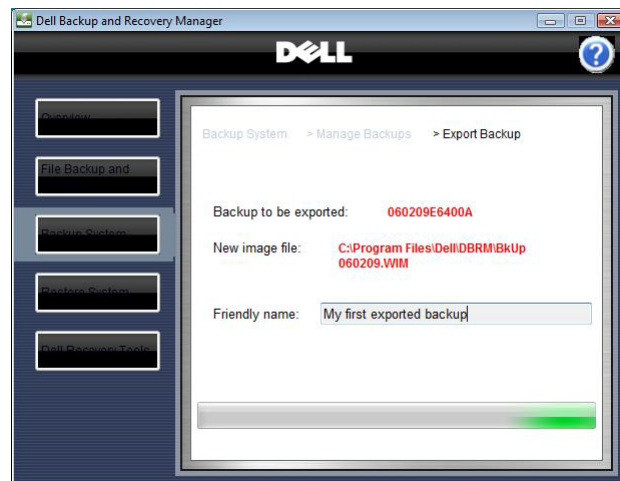 Dell Backup and Recovery Manager
DELL
?
Overview
File Backup and
Backup System
Restore System
Dell Recovery Tools
Backup System > Manage Backups > Export Backup
Backup to be exported: 060209E6400A
New image file: C:\Program Files\Dell\DBRM\BkUp
060209.WIM
Friendly name: My first exported backup